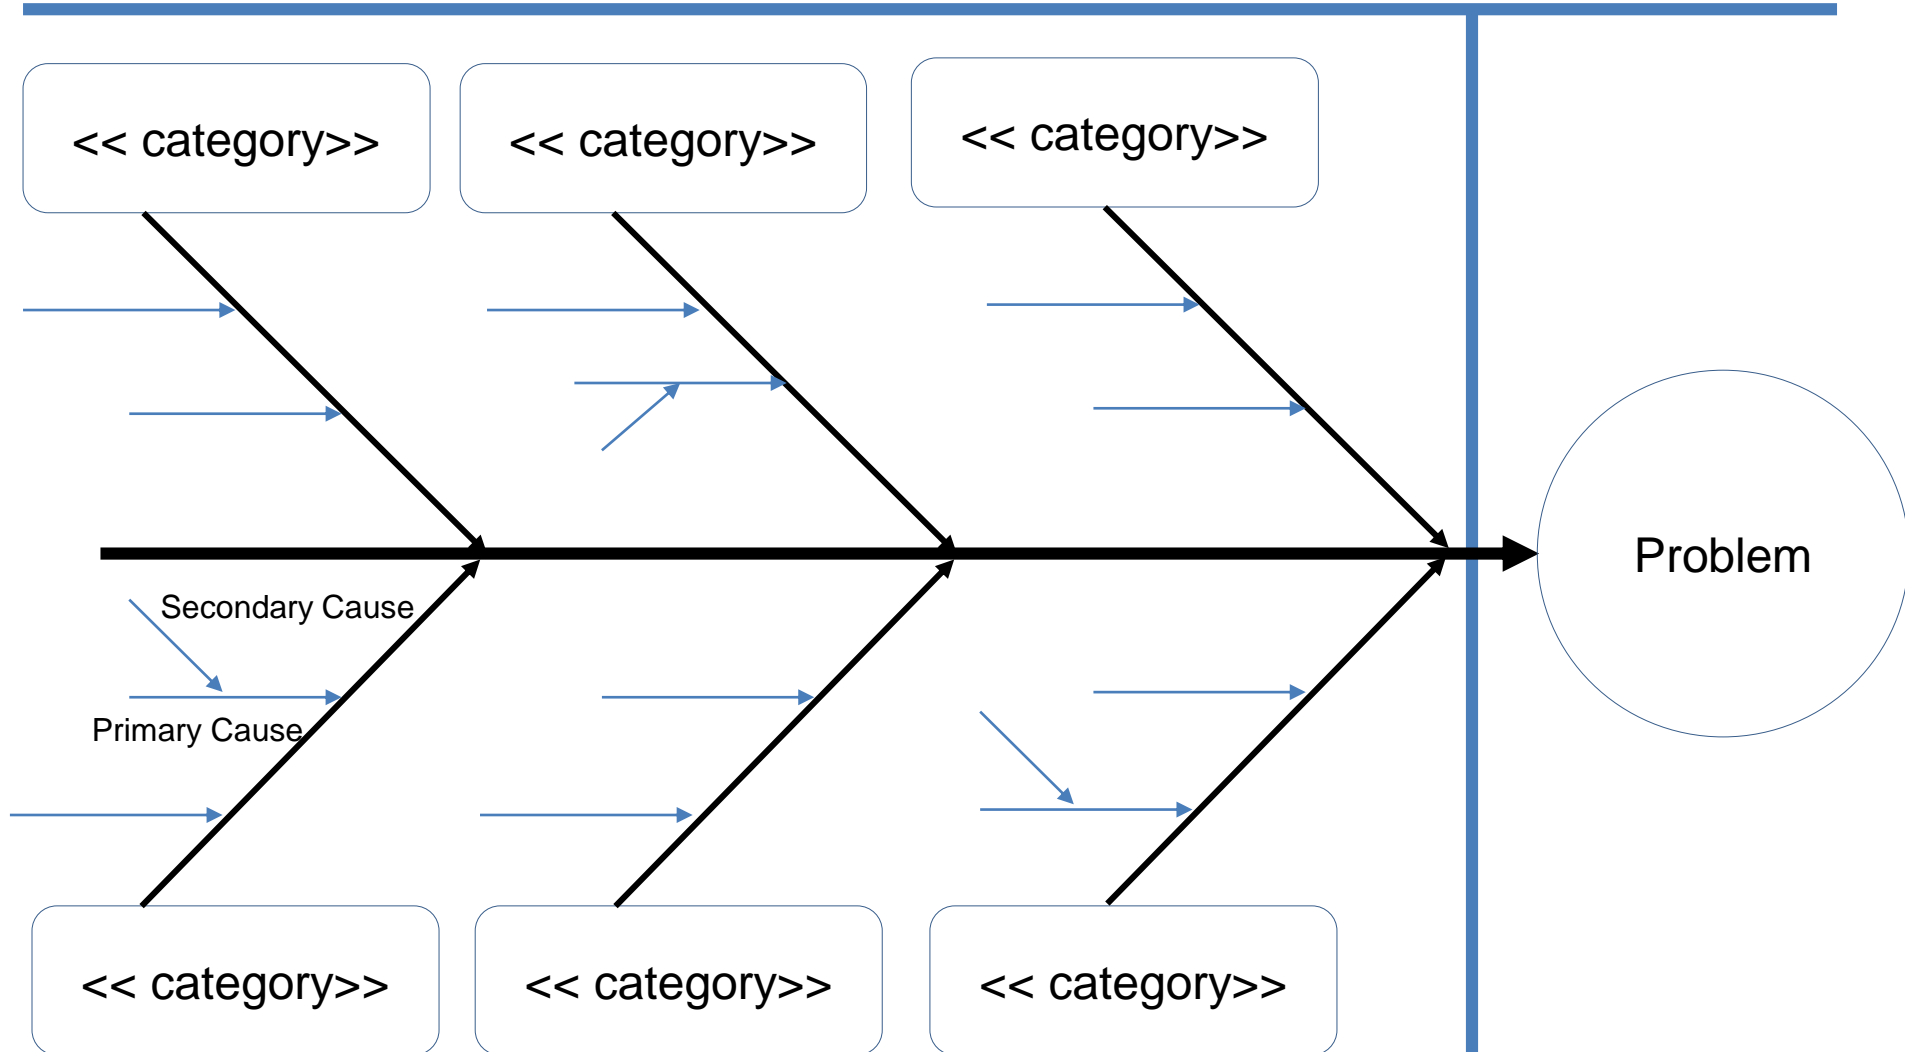 << category>>
<< category>>
<< category>>
Problem
Secondary Cause
Primary Cause
<< category>>
<< category>>
<< category>>